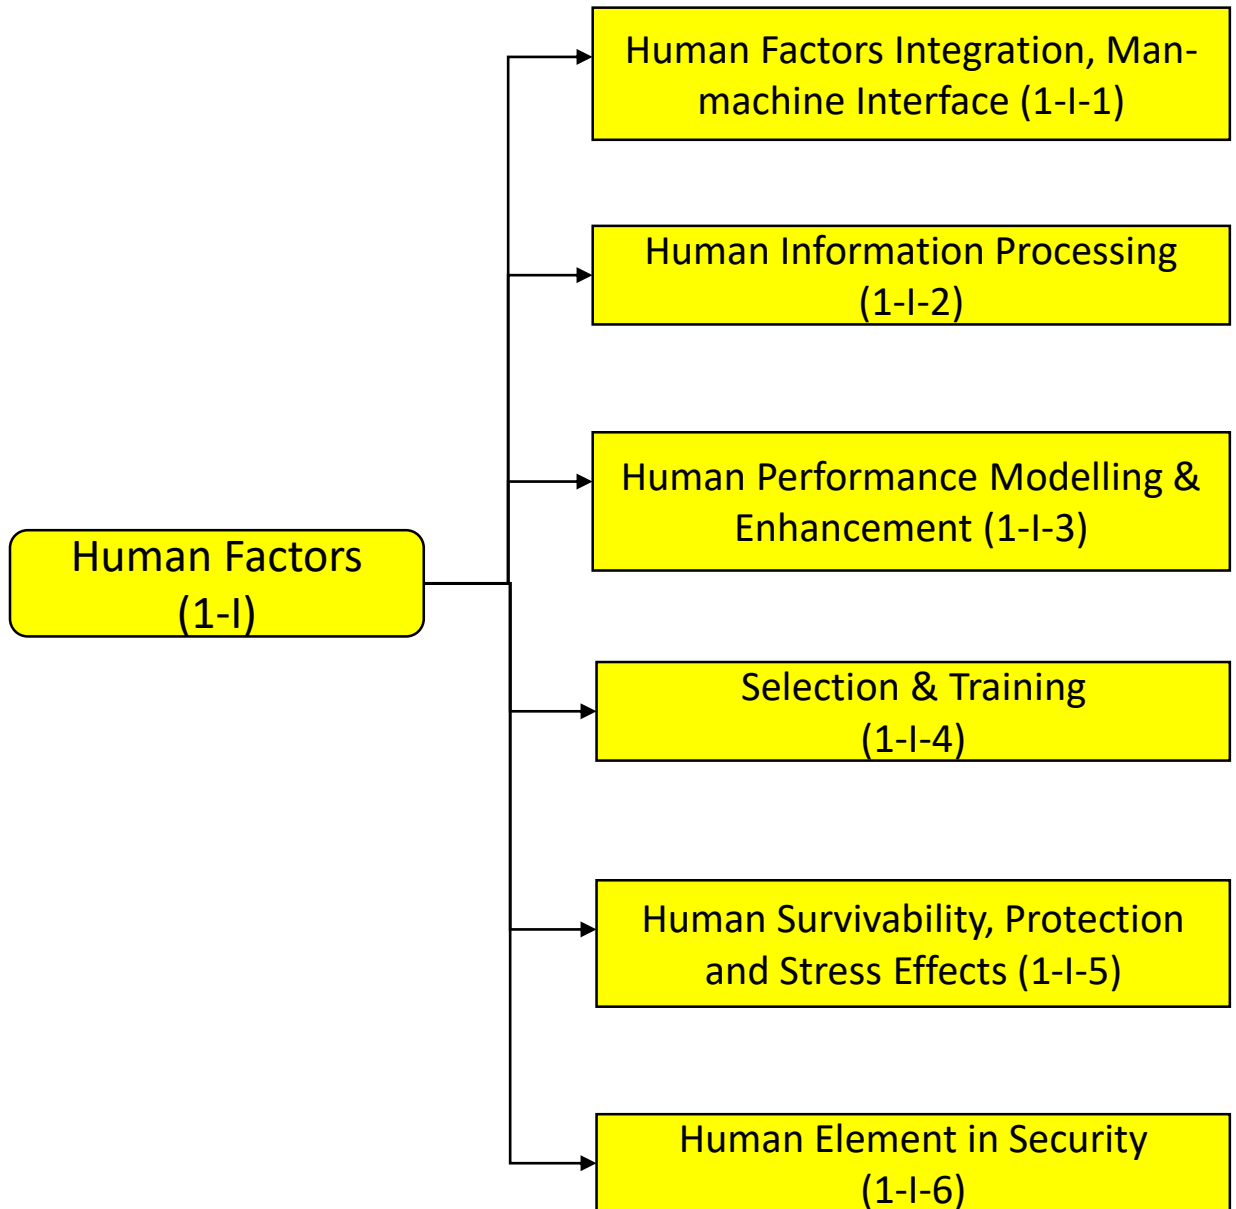 Human Factors Integration, Man-
machine Interface (1-I-1)
Human Information Processing
(1-I-2)
Human Performance Modelling &
Enhancement (1-I-3)
Human Factors
(1-I)
Selection & Training
(1-I-4)
Human Survivability, Protection
and Stress Effects (1-I-5)
Human Element in Security
(1-I-6)